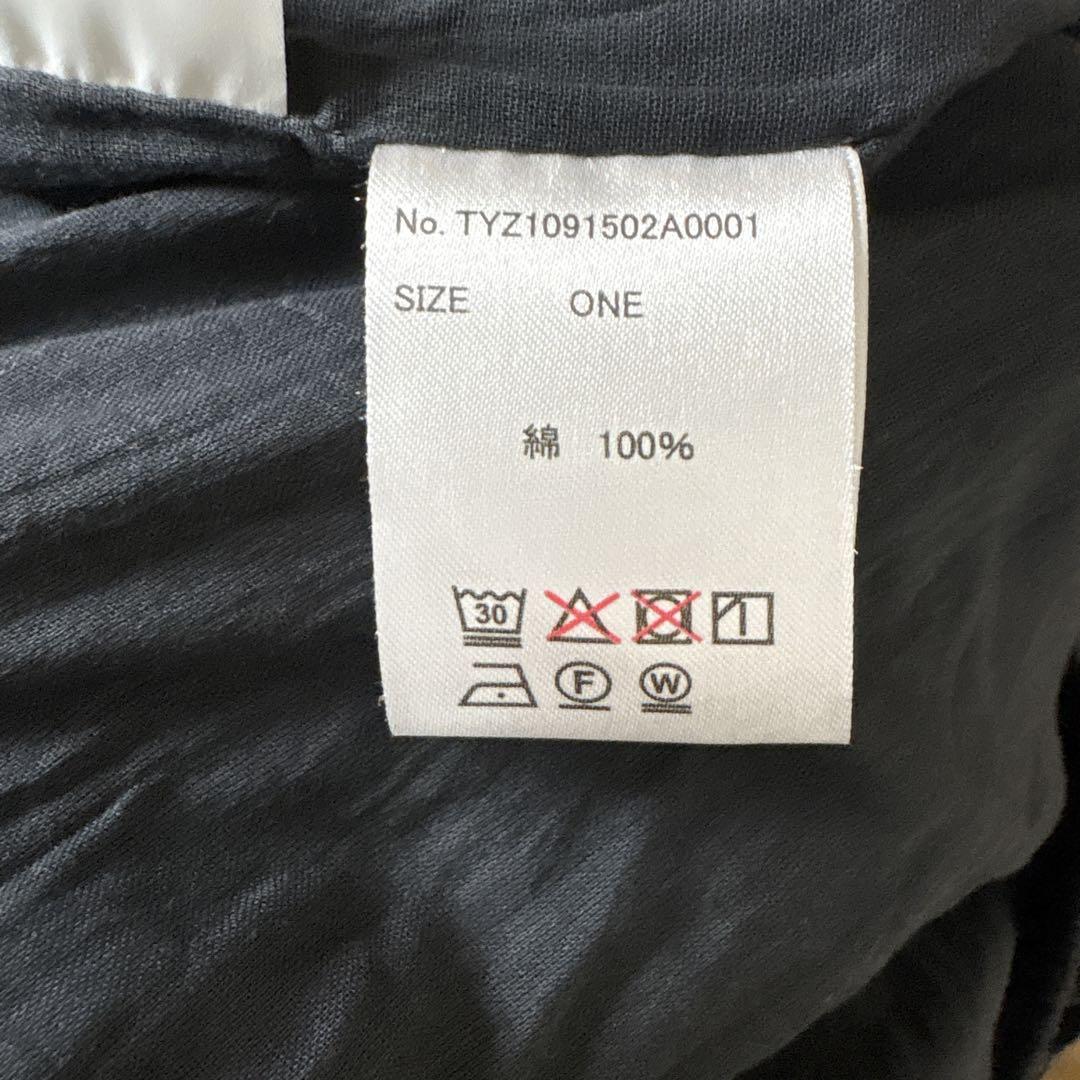 No. TYZ1091502A0001
SIZE ONE
綿 100%
30
F W